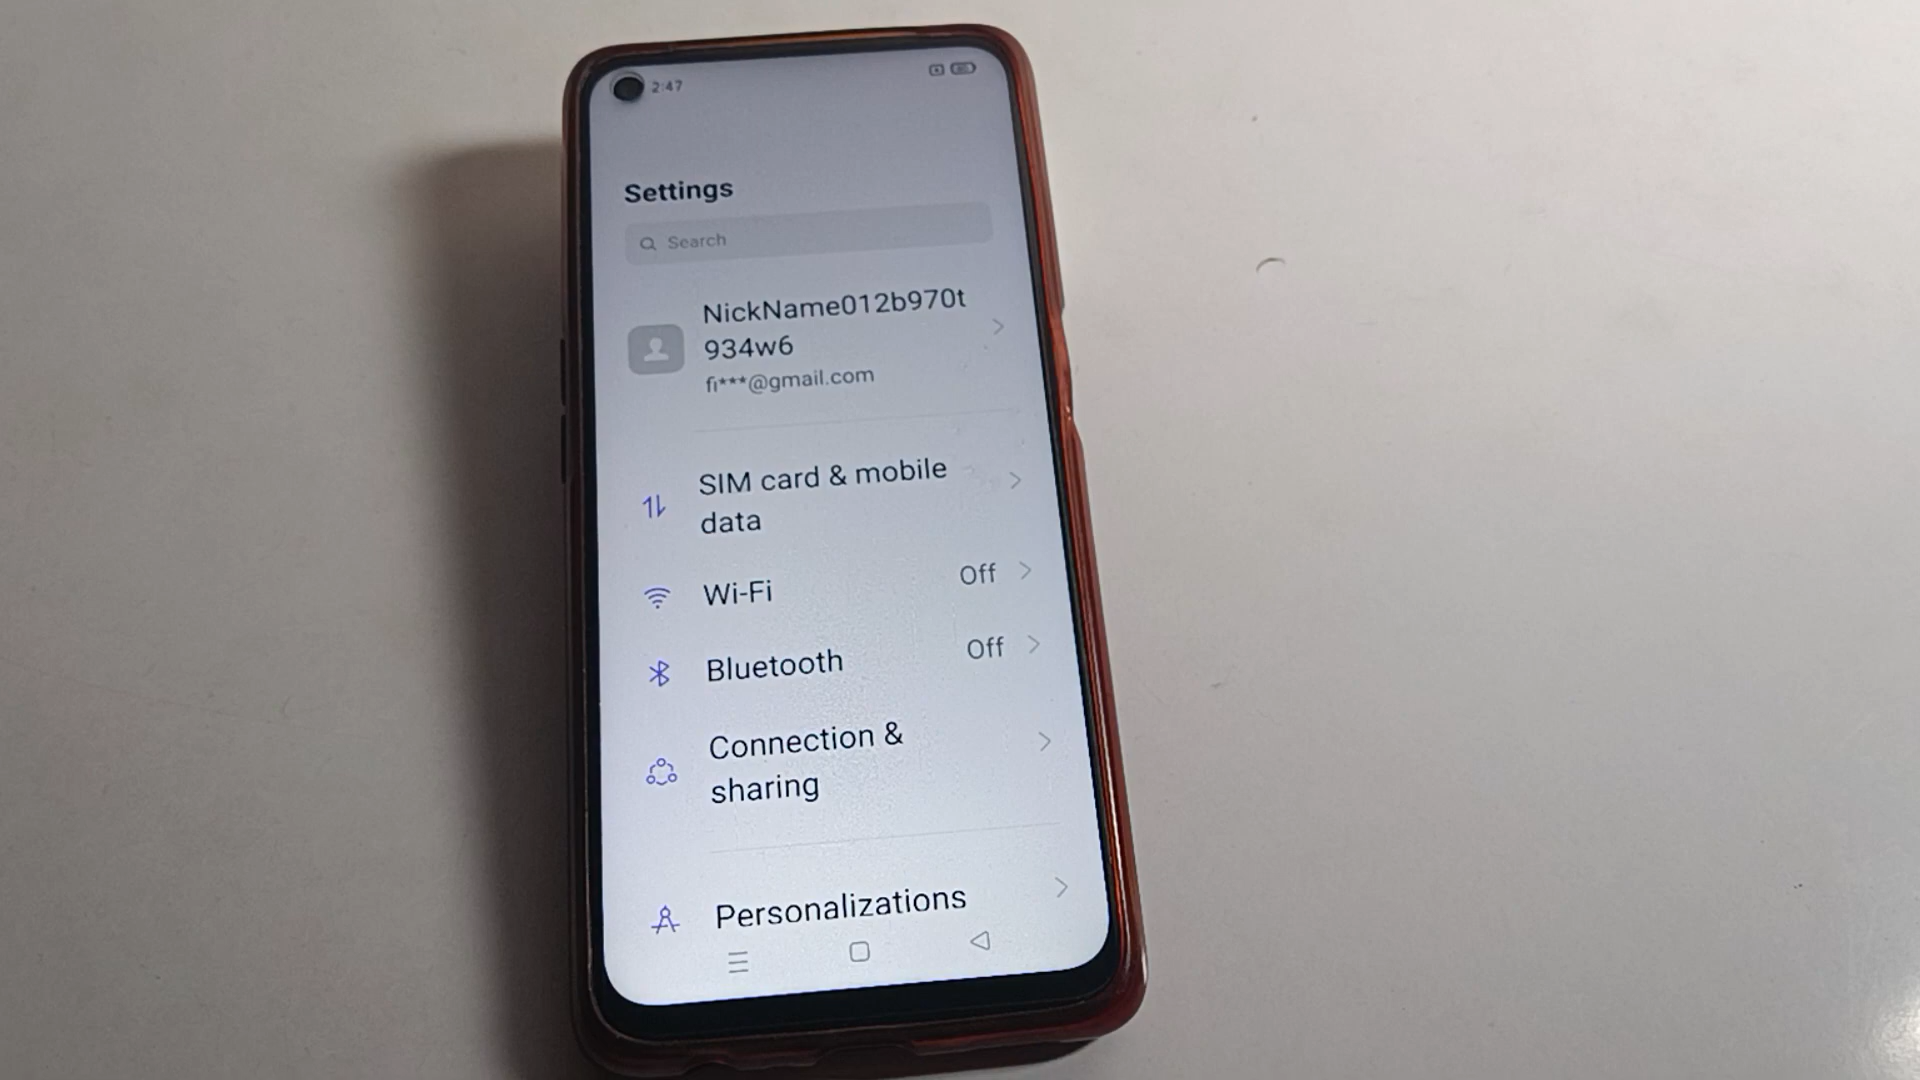 2:47
Settings
Search
NickName012b970t
934w6
fi***@gmail.com
SIM card & mobile
data
Wi-Fi
Off
Bluetooth
Off
Connection &
sharing
Personalizations